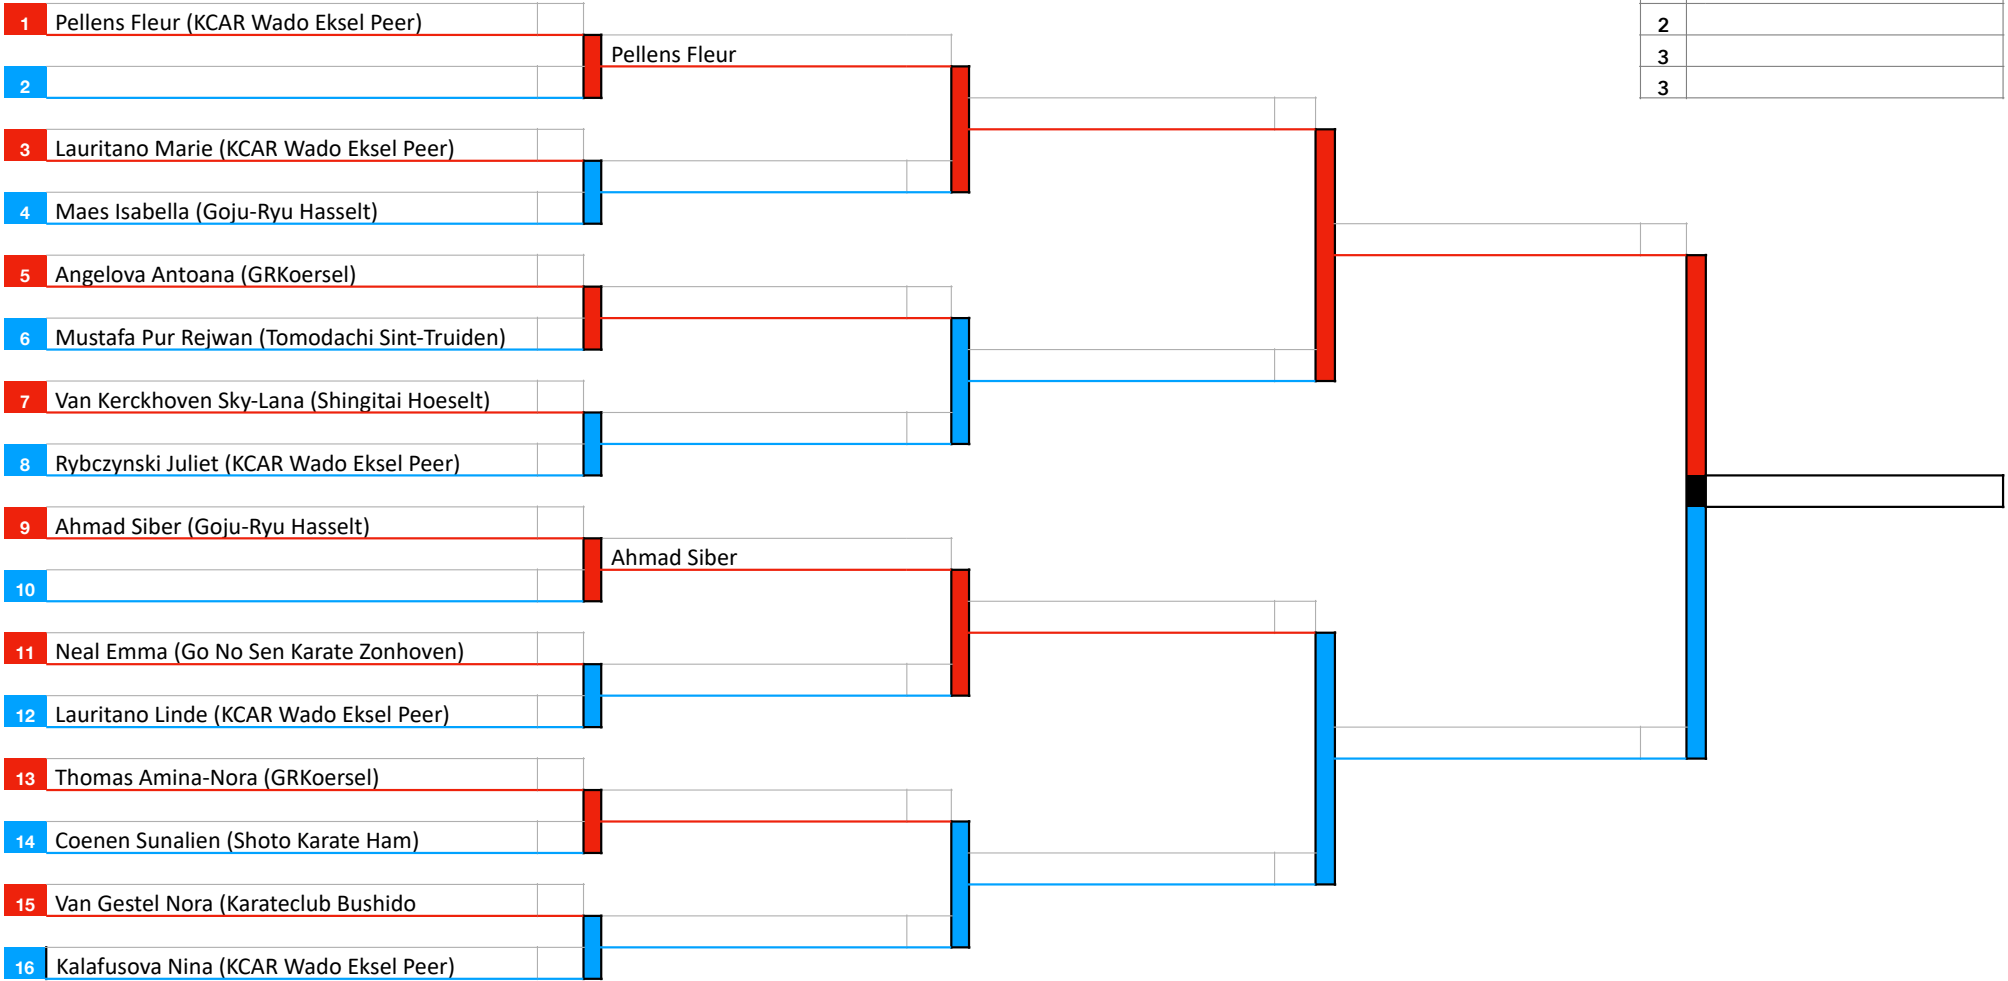 1 Pellens Fleur (KCAR Wado Eksel Peer)
2
Pellens Fleur
3 Lauritano Marie (KCAR Wado Eksel Peer)
4 Maes Isabella (Goju-Ryu Hasselt)
5 Angelova Antoana (GRKoersel)
6 Mustafa Pur Rejwan (Tomodachi Sint-Truiden)
7 Van Kerckhoven Sky-Lana (Shingitai Hoeselt)
8 Rybczynski Juliet (KCAR Wado Eksel Peer)
9 Ahmad Siber (Goju-Ryu Hasselt)
10
Ahmad Siber
11 Neal Emma (Go No Sen Karate Zonhoven)
12 Lauritano Linde (KCAR Wado Eksel Peer)
13 Thomas Amina-Nora (GRKoersel)
14 Coenen Sunalien (Shoto Karate Ham)
15 Van Gestel Nora (Karateclub Bushido
16 Kalafusova Nina (KCAR Wado Eksel Peer)
2
3
3